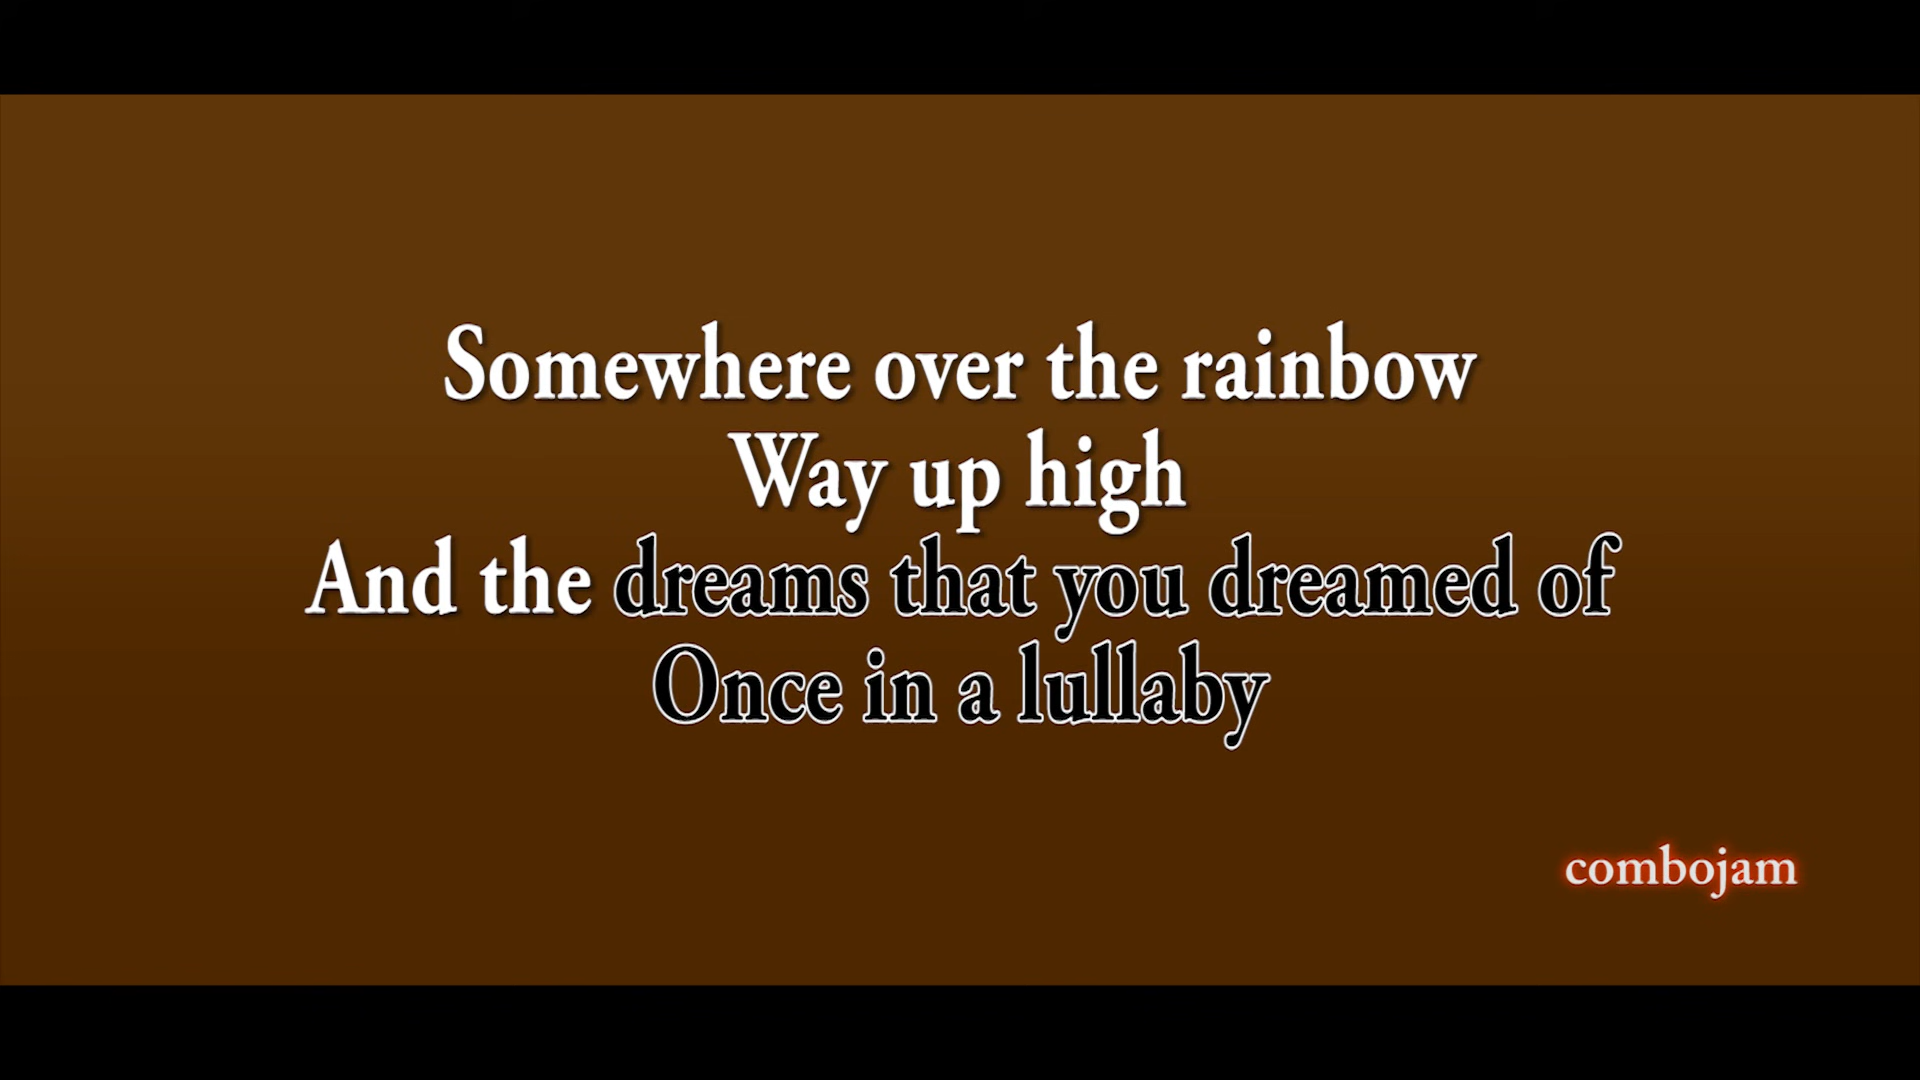 Somewhere over the rainbow
Way up high
And the dreams that you dreamed of
Once in a lullaby
combojam